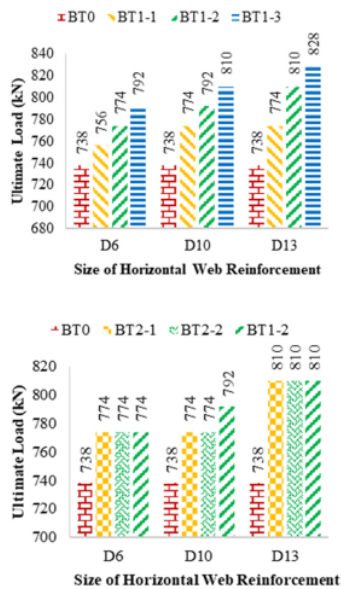 BT0 BT1-1 BT1-2 BT1-3
840
820
800
780
760
740
720
700
680
Ultimate Load (kN)
738 756 774 792
738 774 792 810
738 774 810 828
D6 D10 D13
Size of Horizontal Web Reinforcement
BT0 BT2-1 BT2-2 BT1-2
820
800
780
760
740
720
700
Ultimate Load (kN)
738 774 774 774
738 774 774 792
738 810 810 810
D6 D10 D13
Size of Horizontal Web Reinforcement